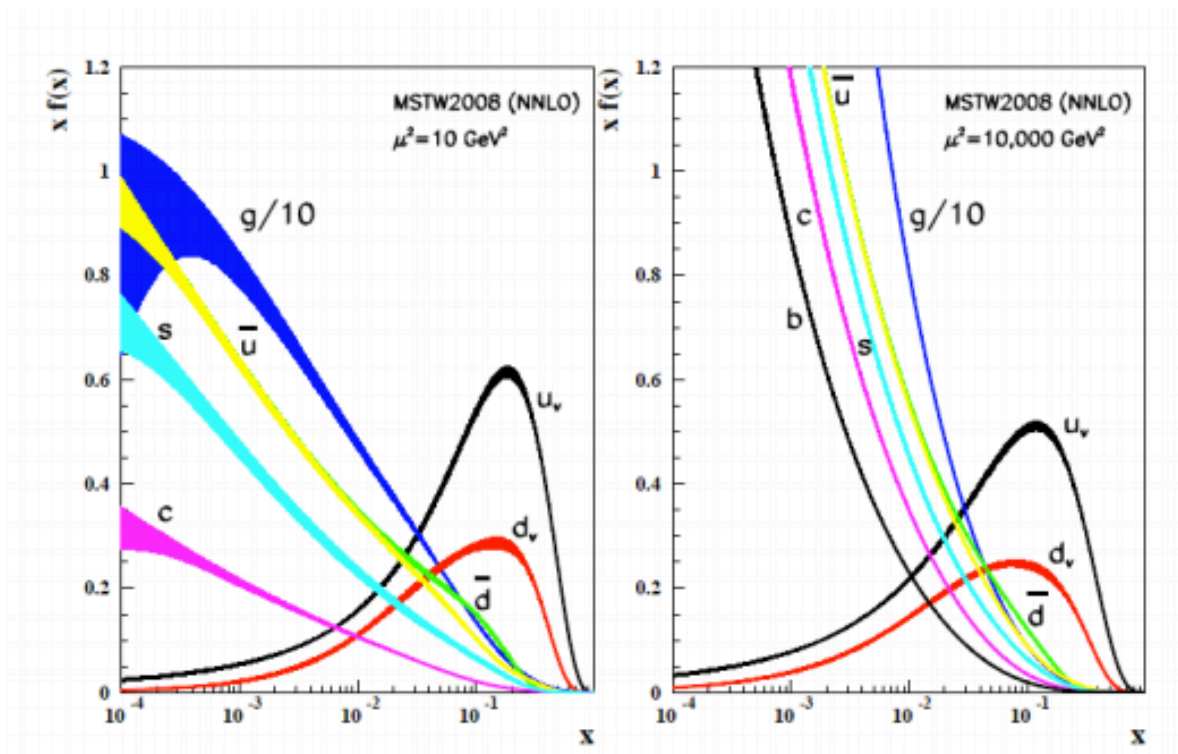 x f(x)
1.2
1
0.8
0.6
0.4
0.2
0
MSTW2008 (NNLO)
μ²=10 GeV²
g/10
s
u̅
u_v
c
d_v
d̅
10⁻⁴
10⁻³
10⁻²
10⁻¹
x
x f(x)
1.2
1
0.8
0.6
0.4
0.2
0
u̅
MSTW2008 (NNLO)
μ²=10,000 GeV²
c
g/10
b
s
u_v
d_v
d̅
10⁻⁴
10⁻³
10⁻²
10⁻¹
x